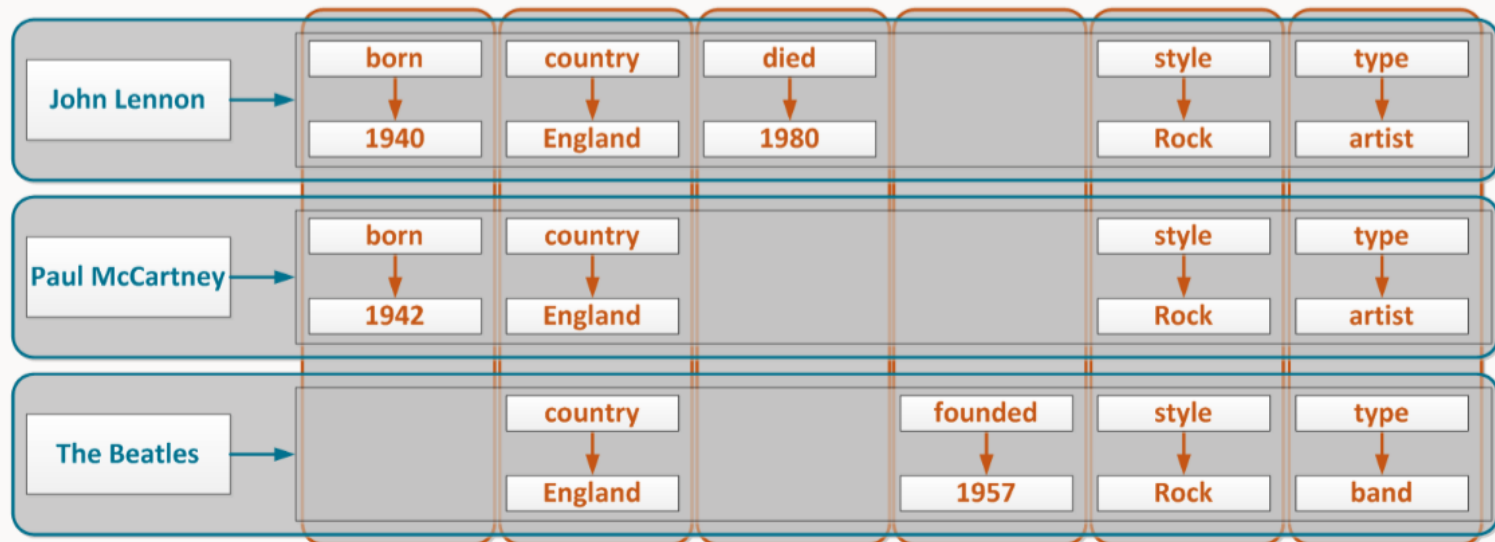 born country died style type
John Lennon
1940 England 1980 Rock artist
born country style type
Paul McCartney
1942 England Rock artist
country founded style type
The Beatles
England 1957 Rock band